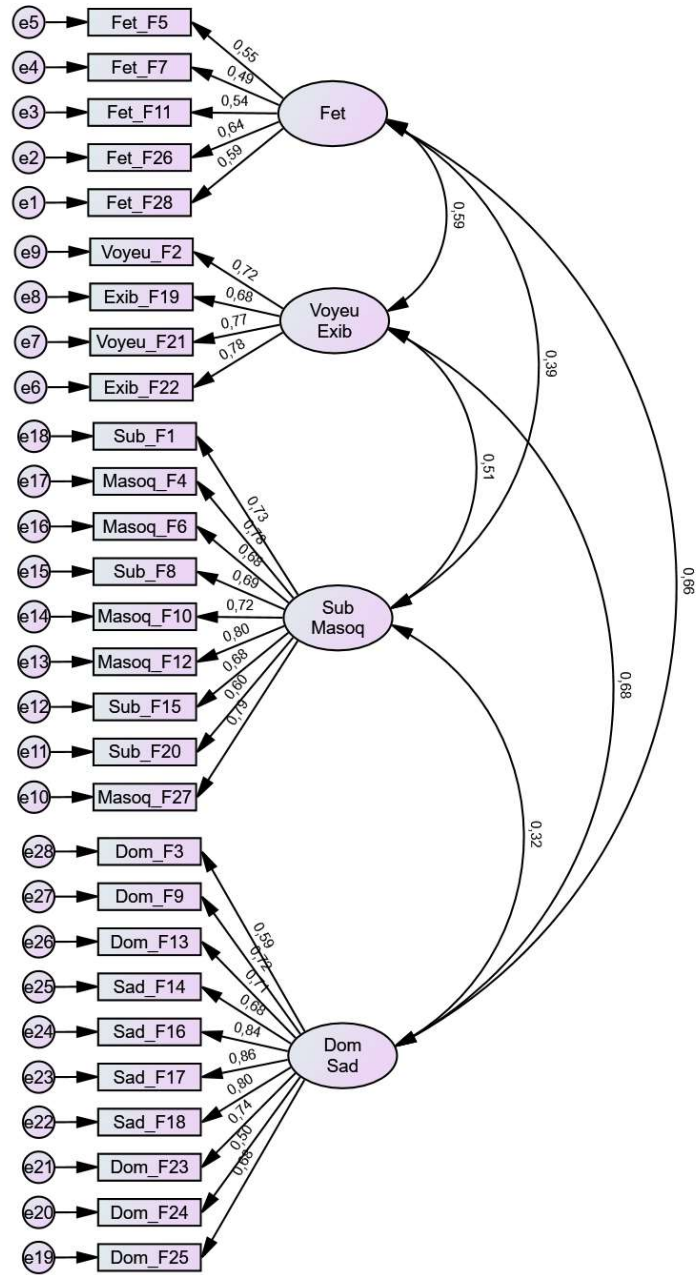 e5 Fet_F5
e4 Fet_F7
e3 Fet_F11
e2 Fet_F26
e1 Fet_F28
0,55
0,49
0,54
0,64
0,59
Fet
e9 Voyeu_F2
e8 Exib_F19
e7 Voyeu_F21
e6 Exib_F22
0,72
0,68
0,77
0,78
Voyeu
Exib
e18 Sub_F1
e17 Masoq_F4
e16 Masoq_F6
e15 Sub_F8
e14 Masoq_F10
e13 Masoq_F12
e12 Sub_F15
e11 Sub_F20
e10 Masoq_F27
0,73
0,78
0,68
0,69
0,72
0,80
0,68
0,60
0,79
Sub
Masoq
e28 Dom_F3
e27 Dom_F9
e26 Dom_F13
e25 Sad_F14
e24 Sad_F16
e23 Sad_F17
e22 Sad_F18
e21 Dom_F23
e20 Dom_F24
e19 Dom_F25
0,59
0,72
0,71
0,68
0,84
0,86
0,80
0,74
0,50
0,68
Dom
Sad
0,59
0,39
0,51
0,66
0,68
0,32